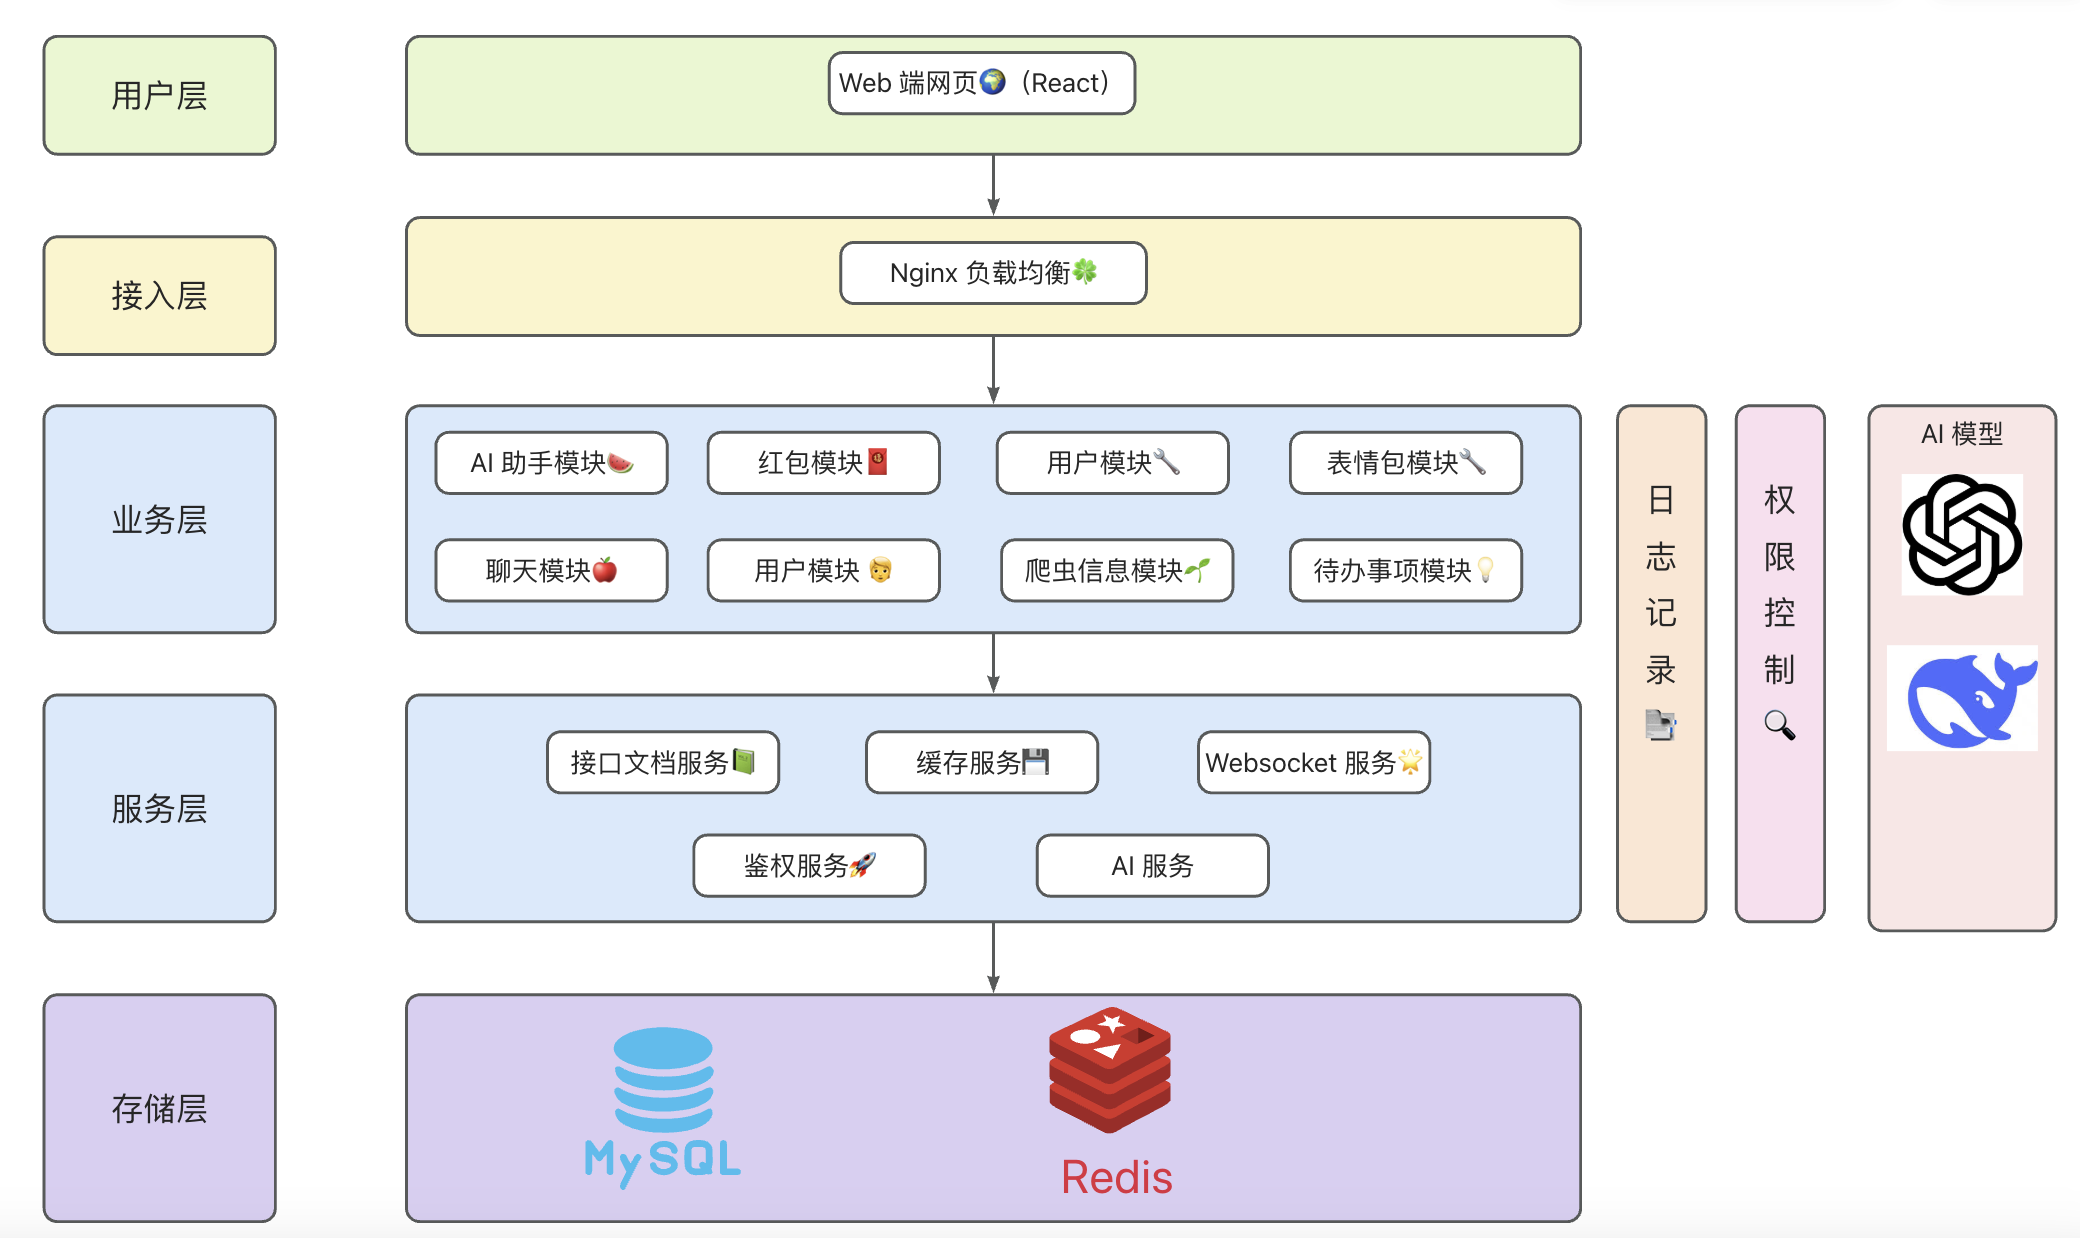 用户层
Web 端网页🌍（React）
接入层
Nginx 负载均衡🍀
业务层
AI 助手模块🍉
红包模块🧧
用户模块🔧
表情包模块🔧
聊天模块🍎
用户模块 🧑
爬虫信息模块🌱
待办事项模块💡
服务层
接口文档服务📗
缓存服务💾
Websocket 服务🌟
鉴权服务🚀
AI 服务
存储层
MySQL
Redis
日
志
记
录
权
限
控
制
🔍
AI 模型